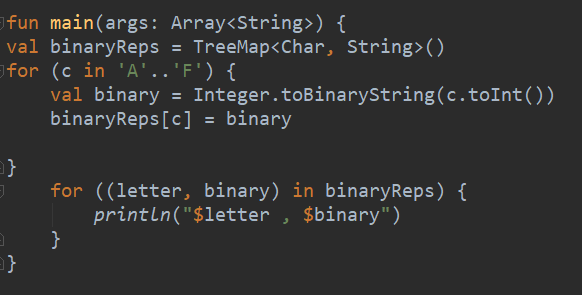 fun main(args: Array<String>) {
val binaryReps = TreeMap<Char, String>()
for (c in 'A'..'F') {
    val binary = Integer.toBinaryString(c.toInt())
    binaryReps[c] = binary
}
    for ((letter, binary) in binaryReps) {
        println("$letter , $binary")
    }
}